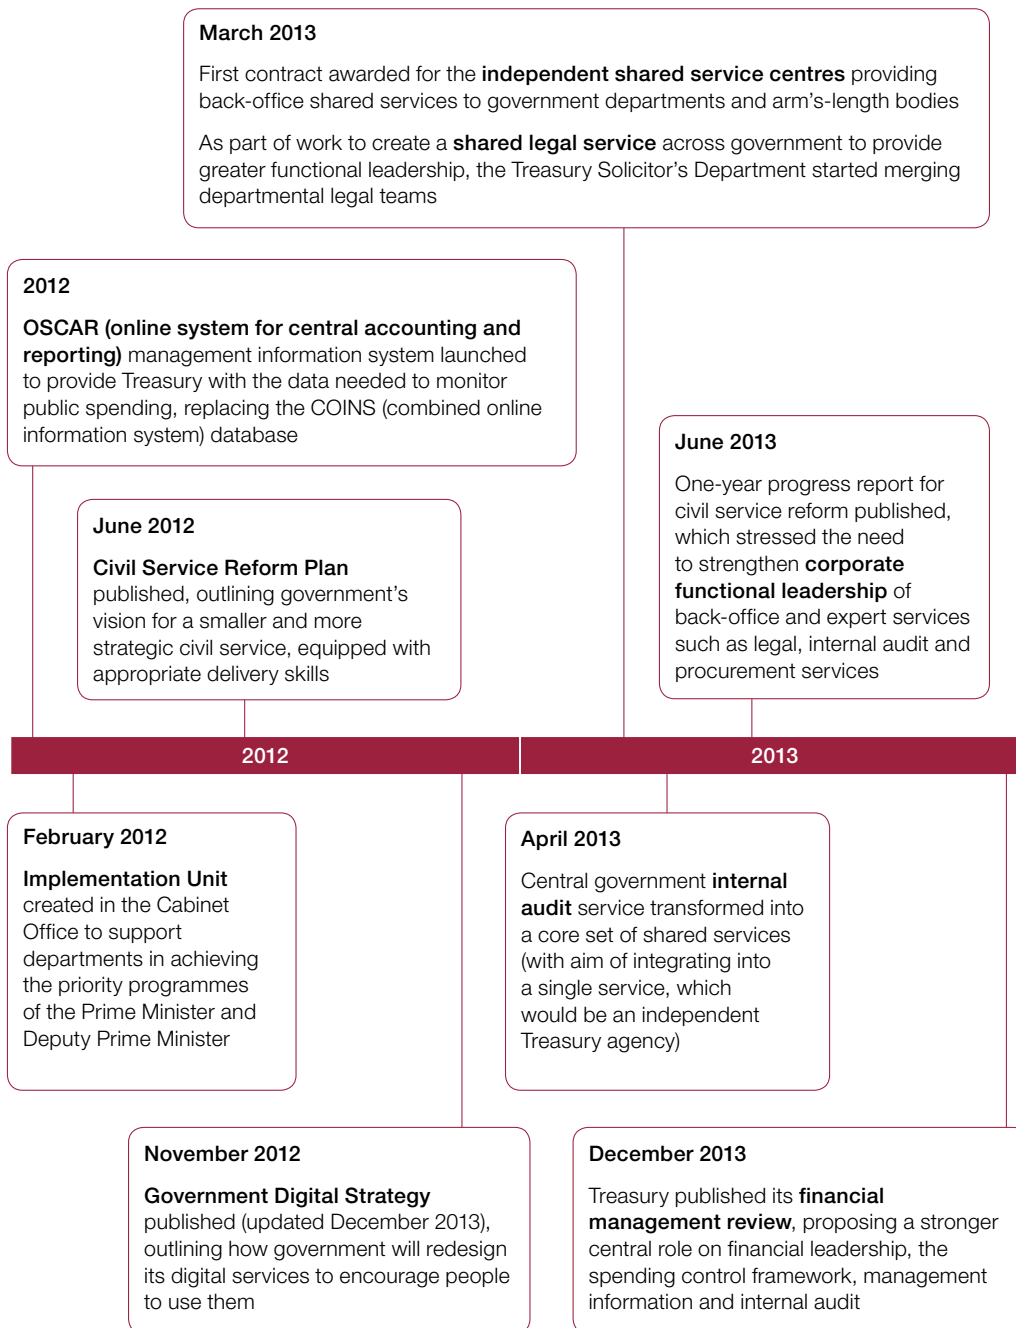 March 2013
First contract awarded for the independent shared service centres providing
back-office shared services to government departments and arm’s-length bodies
As part of work to create a shared legal service across government to provide
greater functional leadership, the Treasury Solicitor’s Department started merging
departmental legal teams
2012
OSCAR (online system for central accounting and
reporting) management information system launched
to provide Treasury with the data needed to monitor
public spending, replacing the COINS (combined online
information system) database
June 2013
One-year progress report for
civil service reform published,
which stressed the need
to strengthen corporate
functional leadership of
back-office and expert services
such as legal, internal audit and
procurement services
June 2012
Civil Service Reform Plan
published, outlining government’s
vision for a smaller and more
strategic civil service, equipped with
appropriate delivery skills
2012
2013
February 2012
Implementation Unit
created in the Cabinet
Office to support
departments in achieving
the priority programmes
of the Prime Minister and
Deputy Prime Minister
April 2013
Central government internal
audit service transformed into
a core set of shared services
(with aim of integrating into
a single service, which
would be an independent
Treasury agency)
November 2012
Government Digital Strategy
published (updated December 2013),
outlining how government will redesign
its digital services to encourage people
to use them
December 2013
Treasury published its financial
management review, proposing a stronger
central role on financial leadership, the
spending control framework, management
information and internal audit